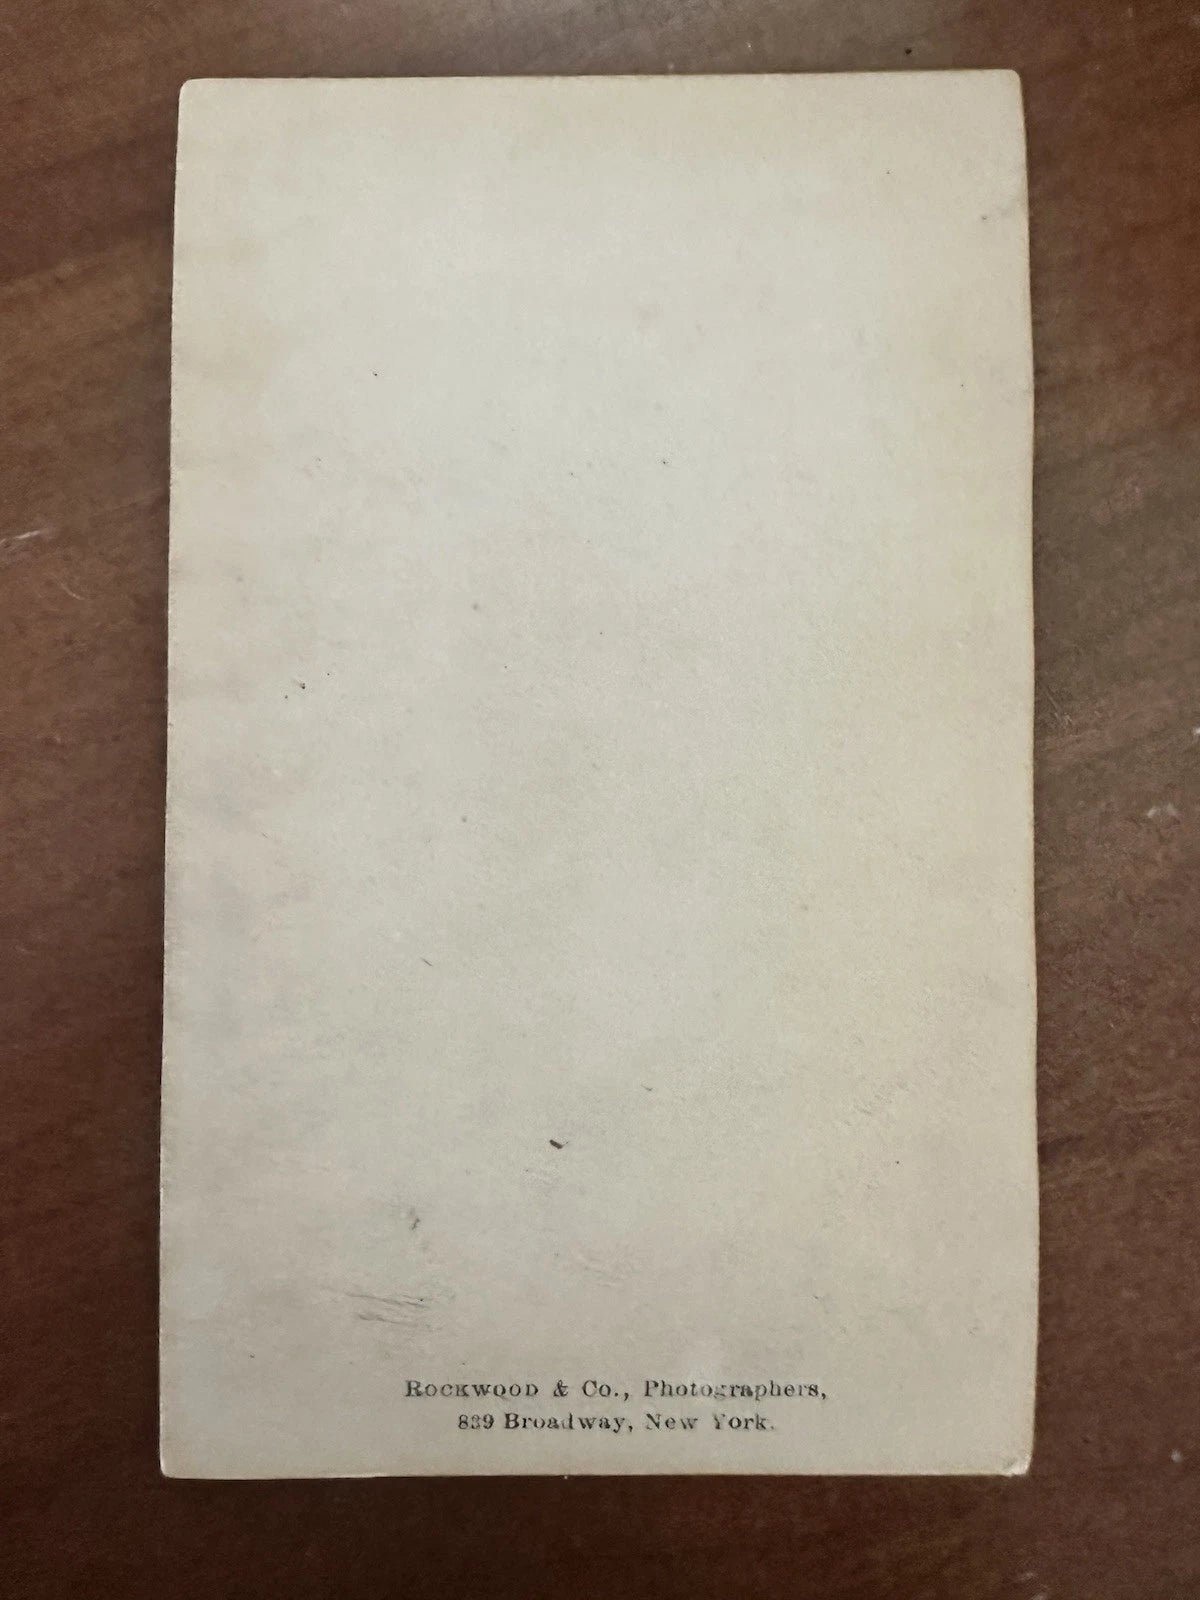 Rockwood & Co., Photographers,
839 Broadway, New York.